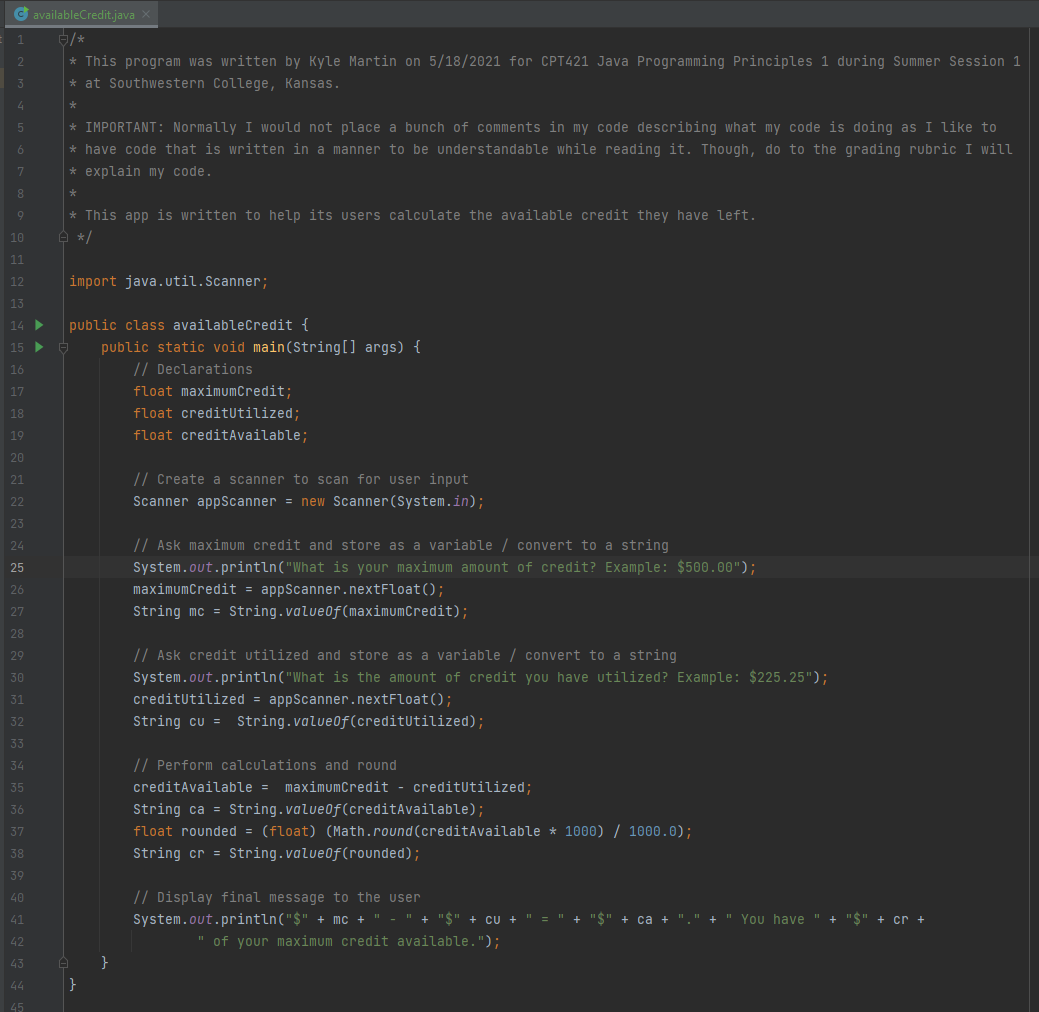 availableCredit.java
1 /*
2 * This program was written by Kyle Martin on 5/18/2021 for CPT421 Java Programming Principles 1 during Summer Session 1
3 * at Southwestern College, Kansas.
4 *
5 * IMPORTANT: Normally I would not place a bunch of comments in my code describing what my code is doing as I like to
6 * have code that is written in a manner to be understandable while reading it. Though, do to the grading rubric I will
7 * explain my code.
8 *
9 * This app is written to help its users calculate the available credit they have left.
10 */
11
12 import java.util.Scanner;
13
14 public class availableCredit {
15 public static void main(String[] args) {
16 // Declarations
17 float maximumCredit;
18 float creditUtilized;
19 float creditAvailable;
20
21 // Create a scanner to scan for user input
22 Scanner appScanner = new Scanner(System.in);
23
24 // Ask maximum credit and store as a variable / convert to a string
25 System.out.println("What is your maximum amount of credit? Example: $500.00");
26 maximumCredit = appScanner.nextFloat();
27 String mc = String.valueOf(maximumCredit);
28
29 // Ask credit utilized and store as a variable / convert to a string
30 System.out.println("What is the amount of credit you have utilized? Example: $225.25");
31 creditUtilized = appScanner.nextFloat();
32 String cu =  String.valueOf(creditUtilized);
33
34 // Perform calculations and round
35 creditAvailable =  maximumCredit - creditUtilized;
36 String ca = String.valueOf(creditAvailable);
37 float rounded = (float) (Math.round(creditAvailable * 1000) / 1000.0);
38 String cr = String.valueOf(rounded);
39
40 // Display final message to the user
41 System.out.println("$" + mc + " - " + "$" + cu + " = " + "$" + ca + "." + " You have " + "$" + cr +
42 " of your maximum credit available.");
43 }
44 }
45